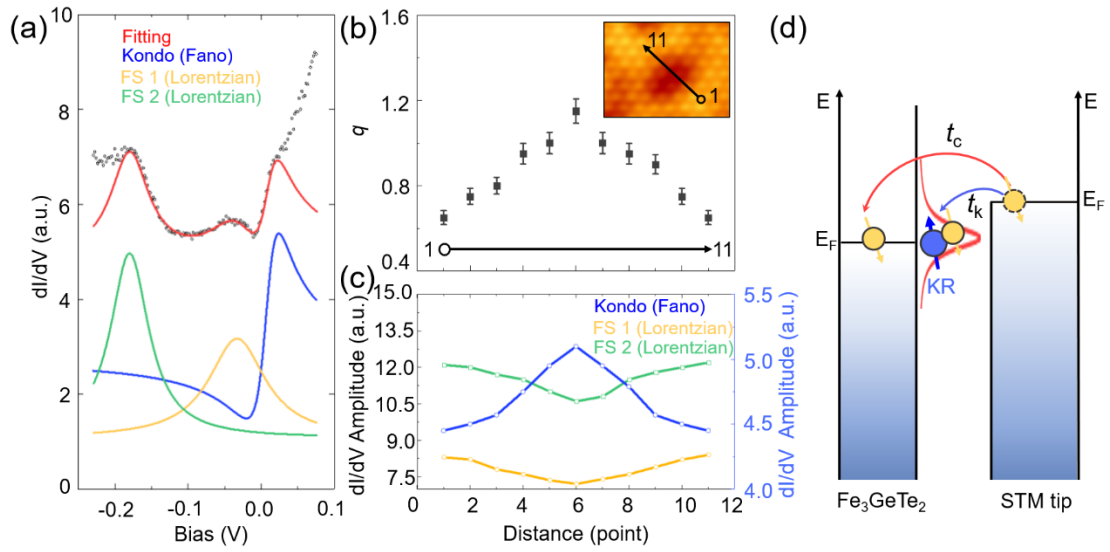 (a)
10
8
6
4
2
0
dI/dV (a.u.)
Fitting
Kondo (Fano)
FS 1 (Lorentzian)
FS 2 (Lorentzian)
-0.2
-0.1
0.0
0.1
Bias (V)
(b)
1.6
1.2
0.8
0.4
q
11
1
1
11
(c)
15.0
13.5
12.0
10.5
9.0
7.5
dI/dV Amplitude (a.u.)
Kondo (Fano)
FS 1 (Lorentzian)
FS 2 (Lorentzian)
5.5
5.0
4.5
4.0
dI/dV Amplitude (a.u.)
0
2
4
6
8
10
12
Distance (point)
(d)
E
E
tc
tk
EF
EF
KR
Fe₃GeTe₂
STM tip